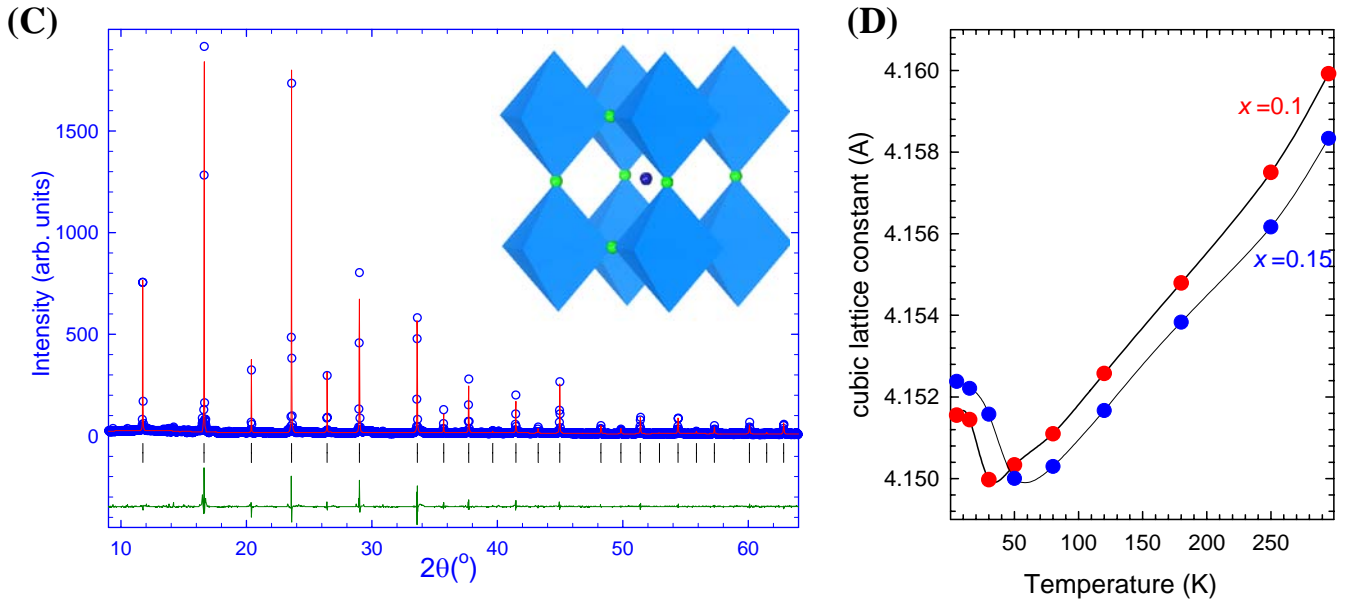 (C)
Intensity (arb. units)
1500
1000
500
0
10 20 30 40 50 60
2θ(°)
(D)
cubic lattice constant (A)
4.160
4.158
4.156
4.154
4.152
4.150
x =0.1
x =0.15
50 100 150 200 250
Temperature (K)